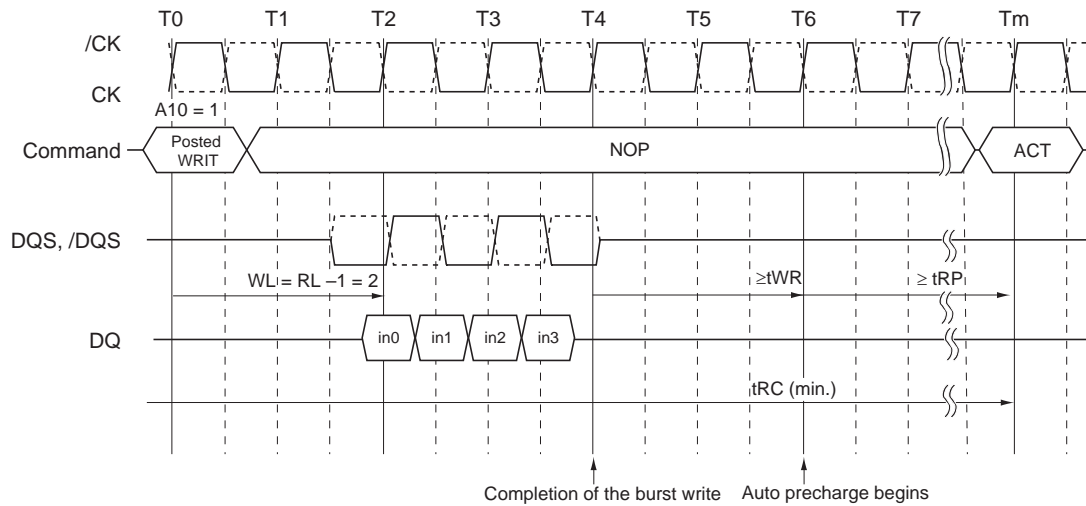 T0 T1 T2 T3 T4 T5 T6 T7 Tm
/CK
CK
A10 = 1
Command
Posted
WRIT
NOP
ACT
DQS, /DQS
WL = RL –1 = 2
≥tWR
≥ tRP
DQ
in0 in1 in2 in3
tRC (min.)
Completion of the burst write
Auto precharge begins